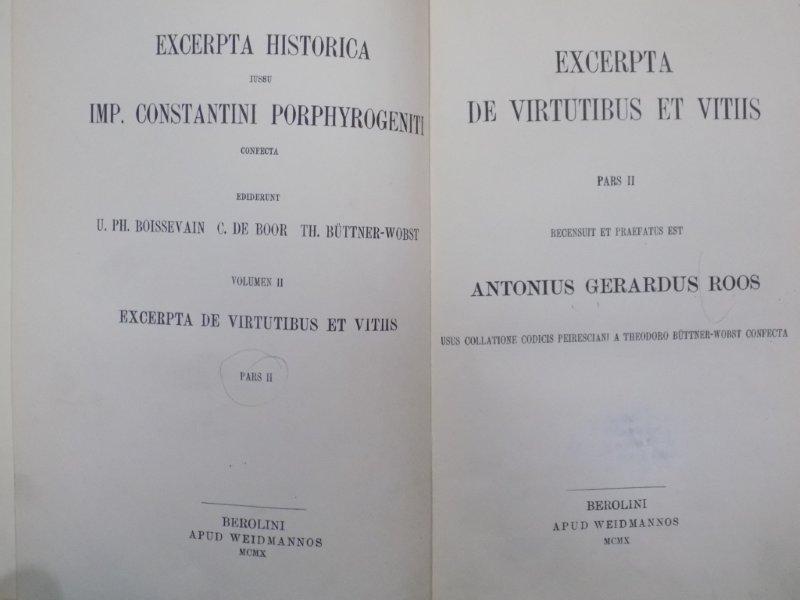 EXCERPTA HISTORICA
IUSSU
IMP. CONSTANTINI PORPHYROGENITI
CONFECTA
EDIDERUNT
U. PH. BOISSEVAIN C. DE BOOR TH. BÜTTNER-WOBST
VOLUMEN II
EXCERPTA DE VIRTUTIBUS ET VITIIS
PARS II
BEROLINI
APUD WEIDMANNOS
MCMX
EXCERPTA
DE VIRTUTIBUS ET VITIIS
PARS II
RECENSUIT ET PRAEFATUS EST
ANTONIUS GERARDUS ROOS
USUS COLLATIONE CODICIS PEIRESCIANI A THEODORO BÜTTNER-WOBST CONFECTA
BEROLINI
APUD WEIDMANNOS
MCMX